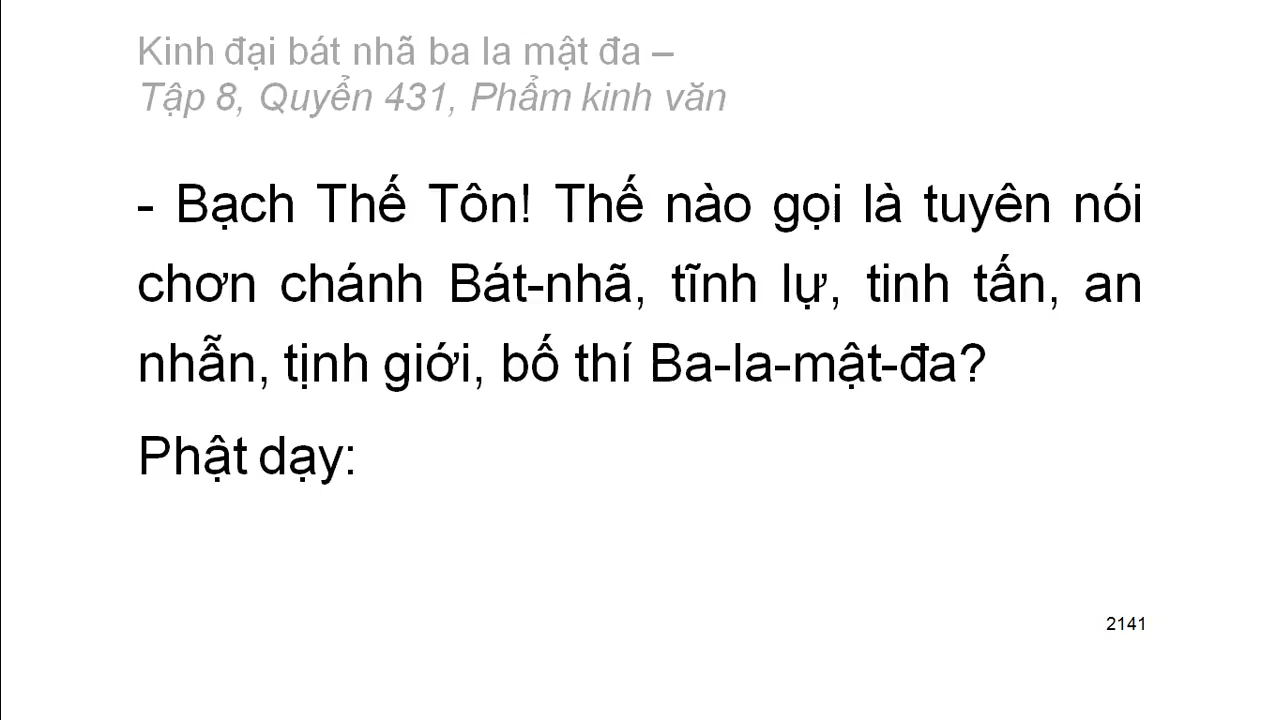 Kinh đại bát nhã ba la mật đa –
Tập 8, Quyển 431, Phẩm kinh văn
- Bạch Thế Tôn! Thế nào gọi là tuyên nói
chơn chánh Bát-nhã, tĩnh lự, tinh tấn, an
nhẫn, tịnh giới, bố thí Ba-la-mật-đa?
Phật dạy:
2141